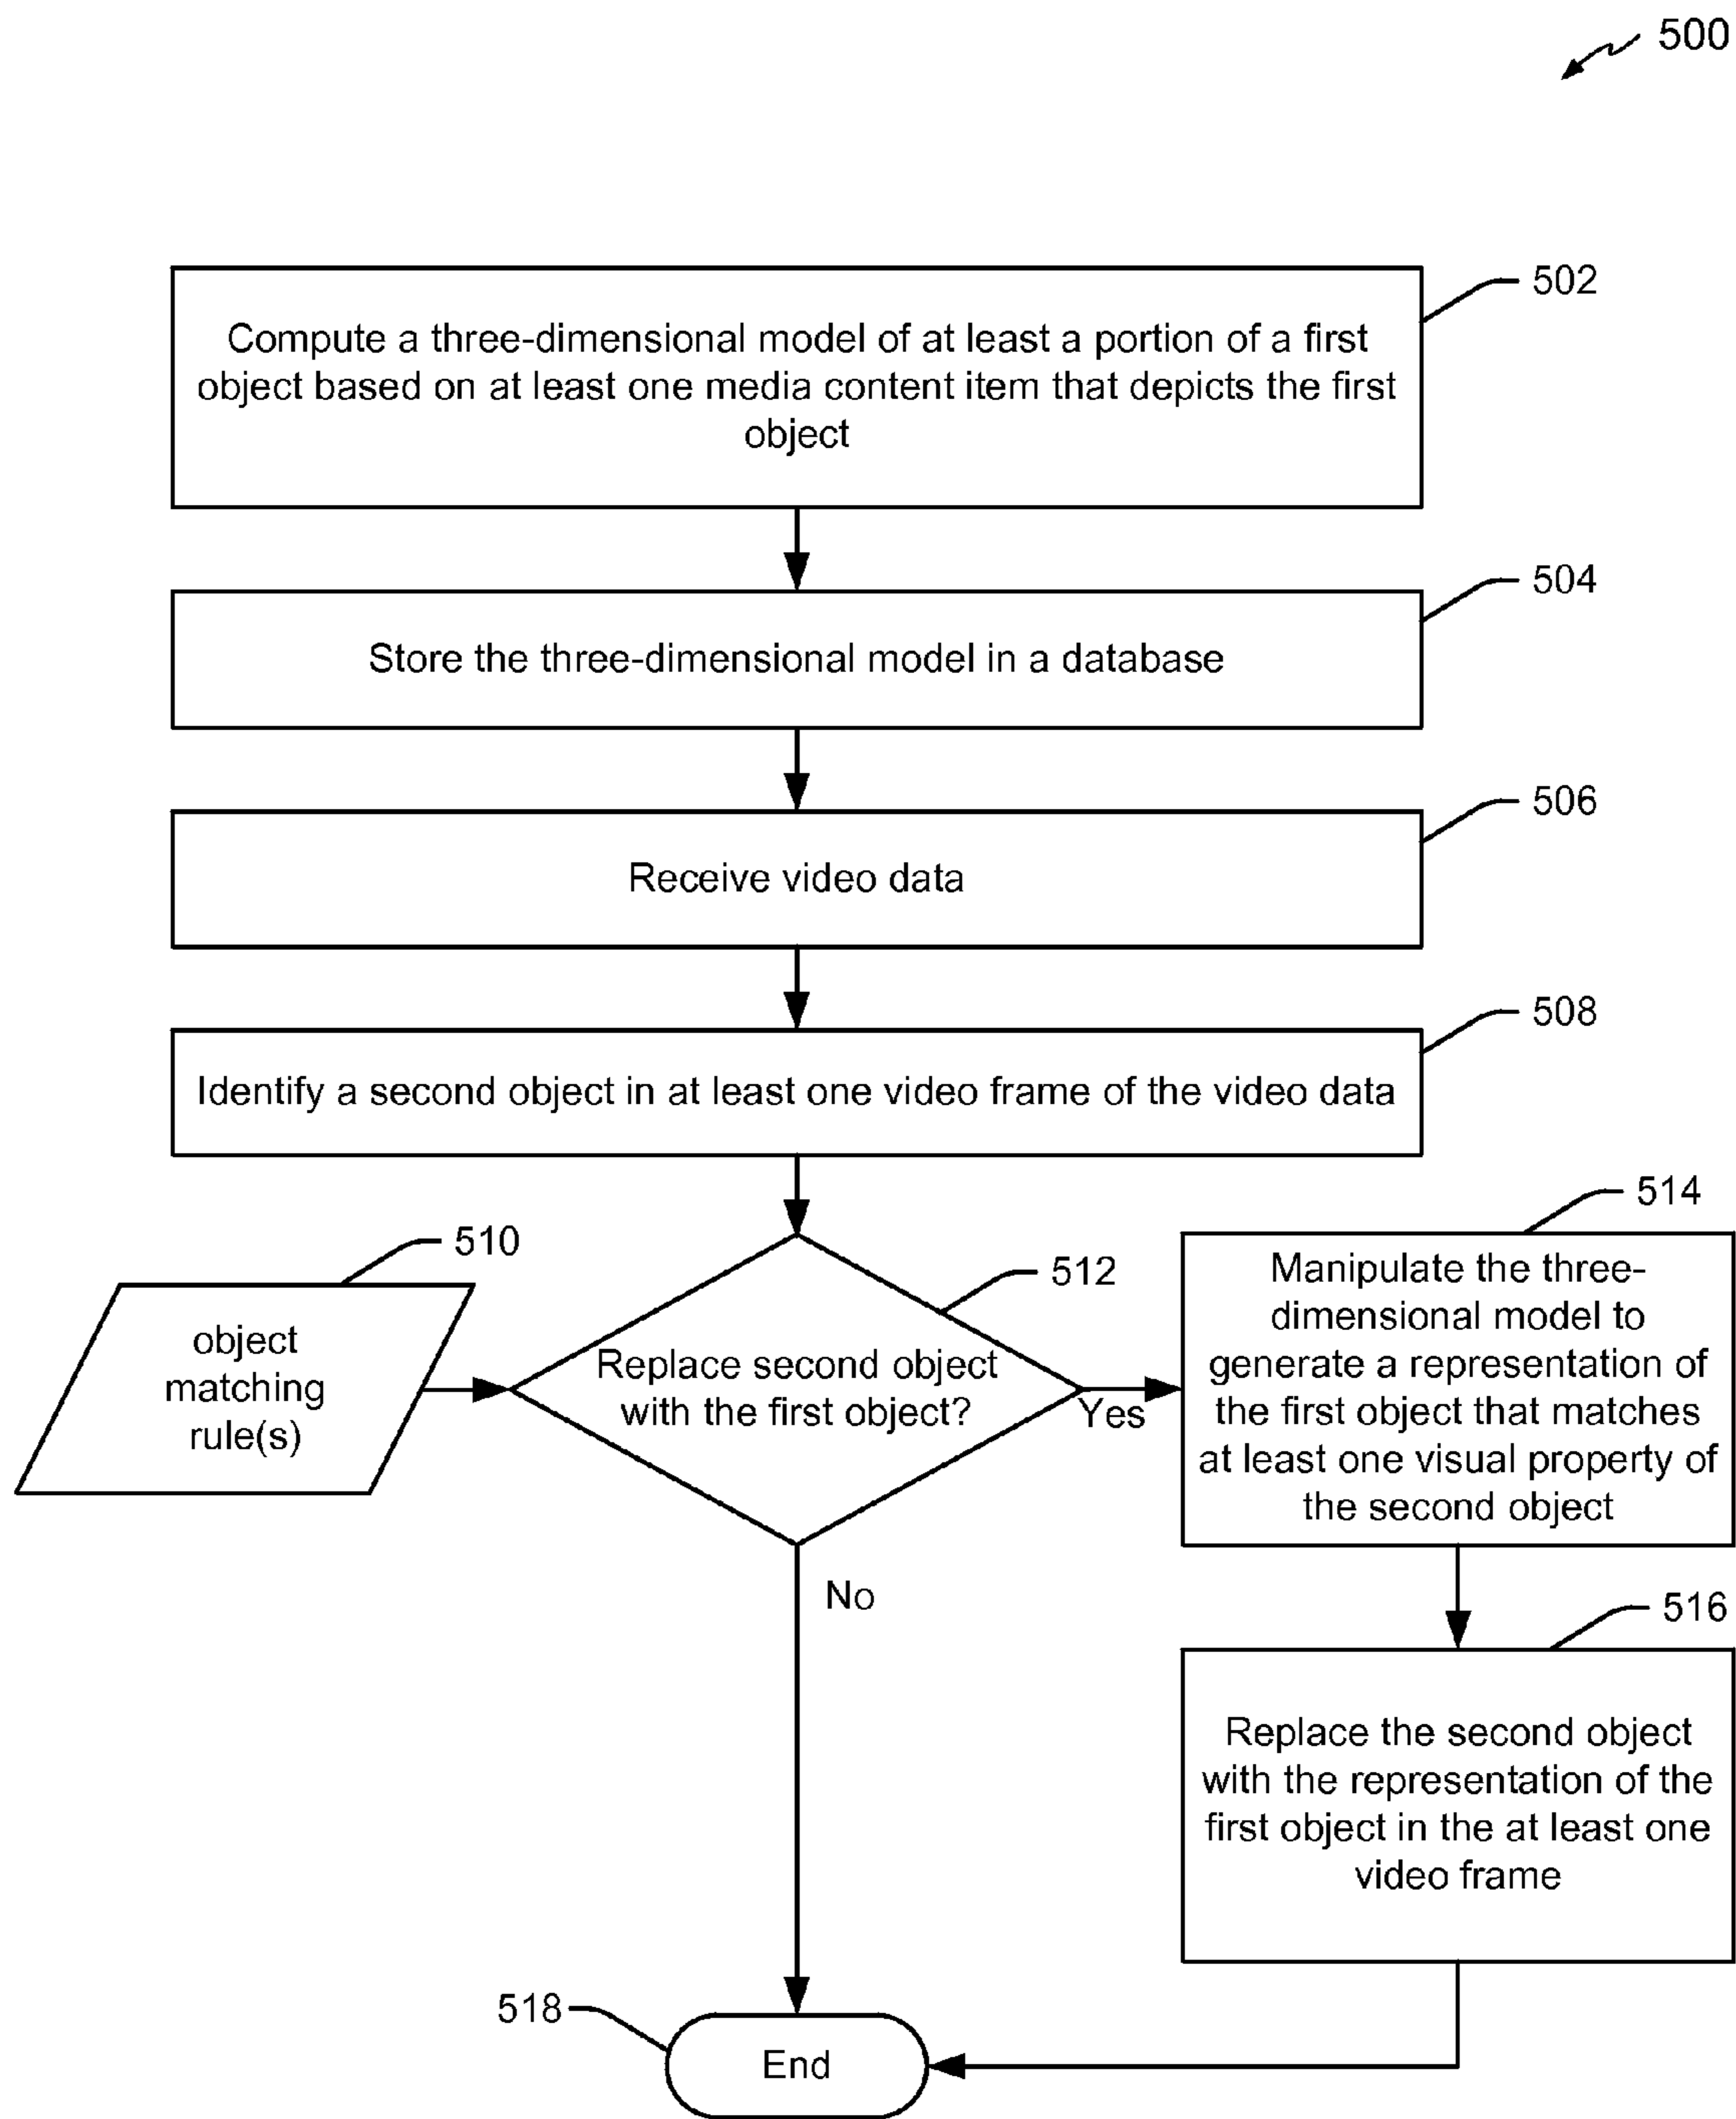 500
502
Compute a three-dimensional model of at least a portion of a first
object based on at least one media content item that depicts the first
object
504
Store the three-dimensional model in a database
506
Receive video data
508
Identify a second object in at least one video frame of the video data
510
object
matching
rule(s)
512
Replace second object
with the first object?
Yes
No
514
Manipulate the three-
dimensional model to
generate a representation of
the first object that matches
at least one visual property of
the second object
516
Replace the second object
with the representation of the
first object in the at least one
video frame
518
End